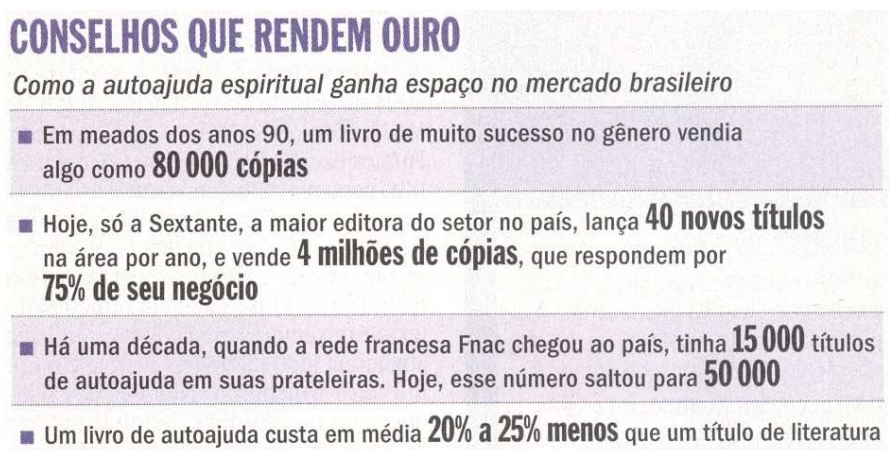 CONSELHOS QUE RENDEM OURO
Como a autoajuda espiritual ganha espaço no mercado brasileiro
Em meados dos anos 90, um livro de muito sucesso no gênero vendia
algo como 80 000 cópias
Hoje, só a Sextante, a maior editora do setor no país, lança 40 novos títulos
na área por ano, e vende 4 milhões de cópias, que respondem por
75% de seu negócio
Há uma década, quando a rede francesa Fnac chegou ao país, tinha 15 000 títulos
de autoajuda em suas prateleiras. Hoje, esse número saltou para 50 000
Um livro de autoajuda custa em média 20% a 25% menos que um título de literatura